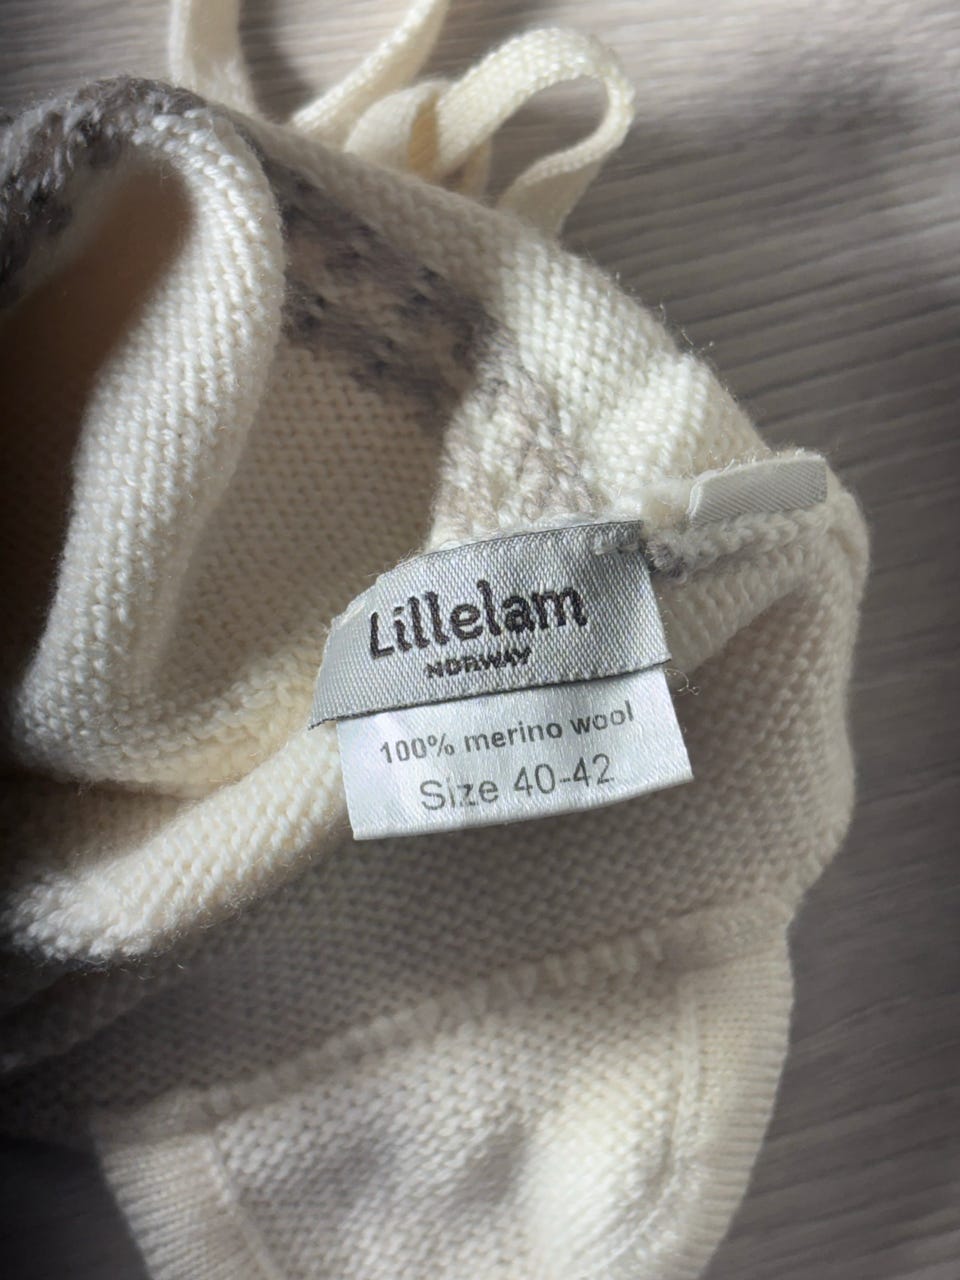 Lillelam
NORWAY
100% merino wool
Size 40-42